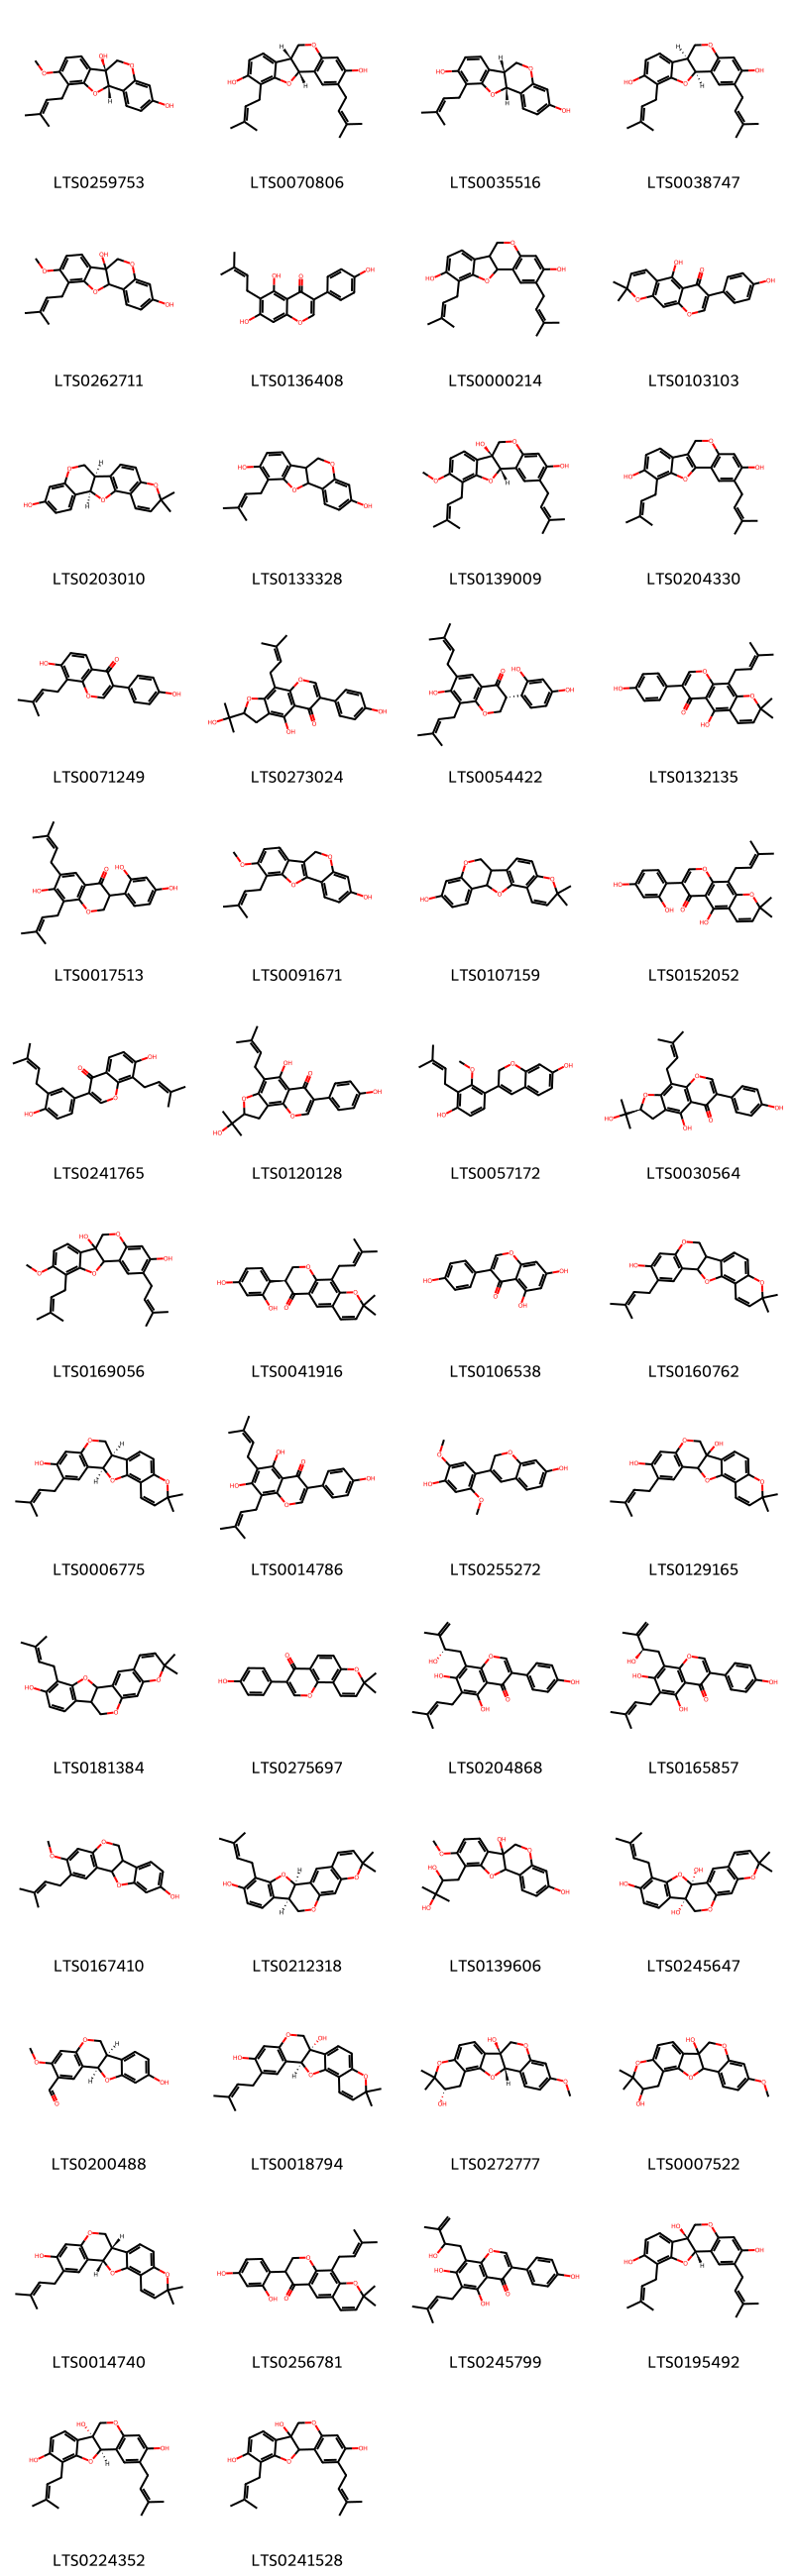 LTS0259753 LTS0070806 LTS0035516 LTS0038747
LTS0262711 LTS0136408 LTS0000214 LTS0103103
LTS0203010 LTS0133328 LTS0139009 LTS0204330
LTS0071249 LTS0273024 LTS0054422 LTS0132135
LTS0017513 LTS0091671 LTS0107159 LTS0152052
LTS0241765 LTS0120128 LTS0057172 LTS0030564
LTS0169056 LTS0041916 LTS0106538 LTS0160762
LTS0006775 LTS0014786 LTS0255272 LTS0129165
LTS0181384 LTS0275697 LTS0204868 LTS0165857
LTS0167410 LTS0212318 LTS0139606 LTS0245647
LTS0200488 LTS0018794 LTS0272777 LTS0007522
LTS0014740 LTS0256781 LTS0245799 LTS0195492
LTS0224352 LTS0241528